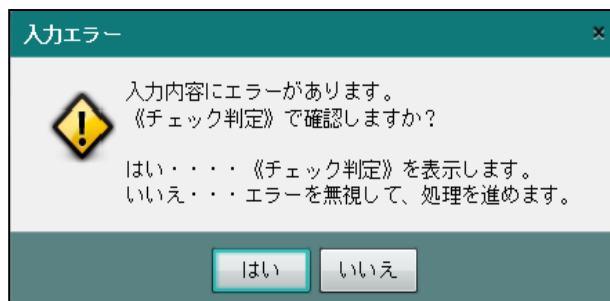 入力エラー
入力内容にエラーがあります。
《チェック判定》で確認しますか？
はい・・・・《チェック判定》を表示します。
いいえ・・・エラーを無視して、処理を進めます。
はい いいえ